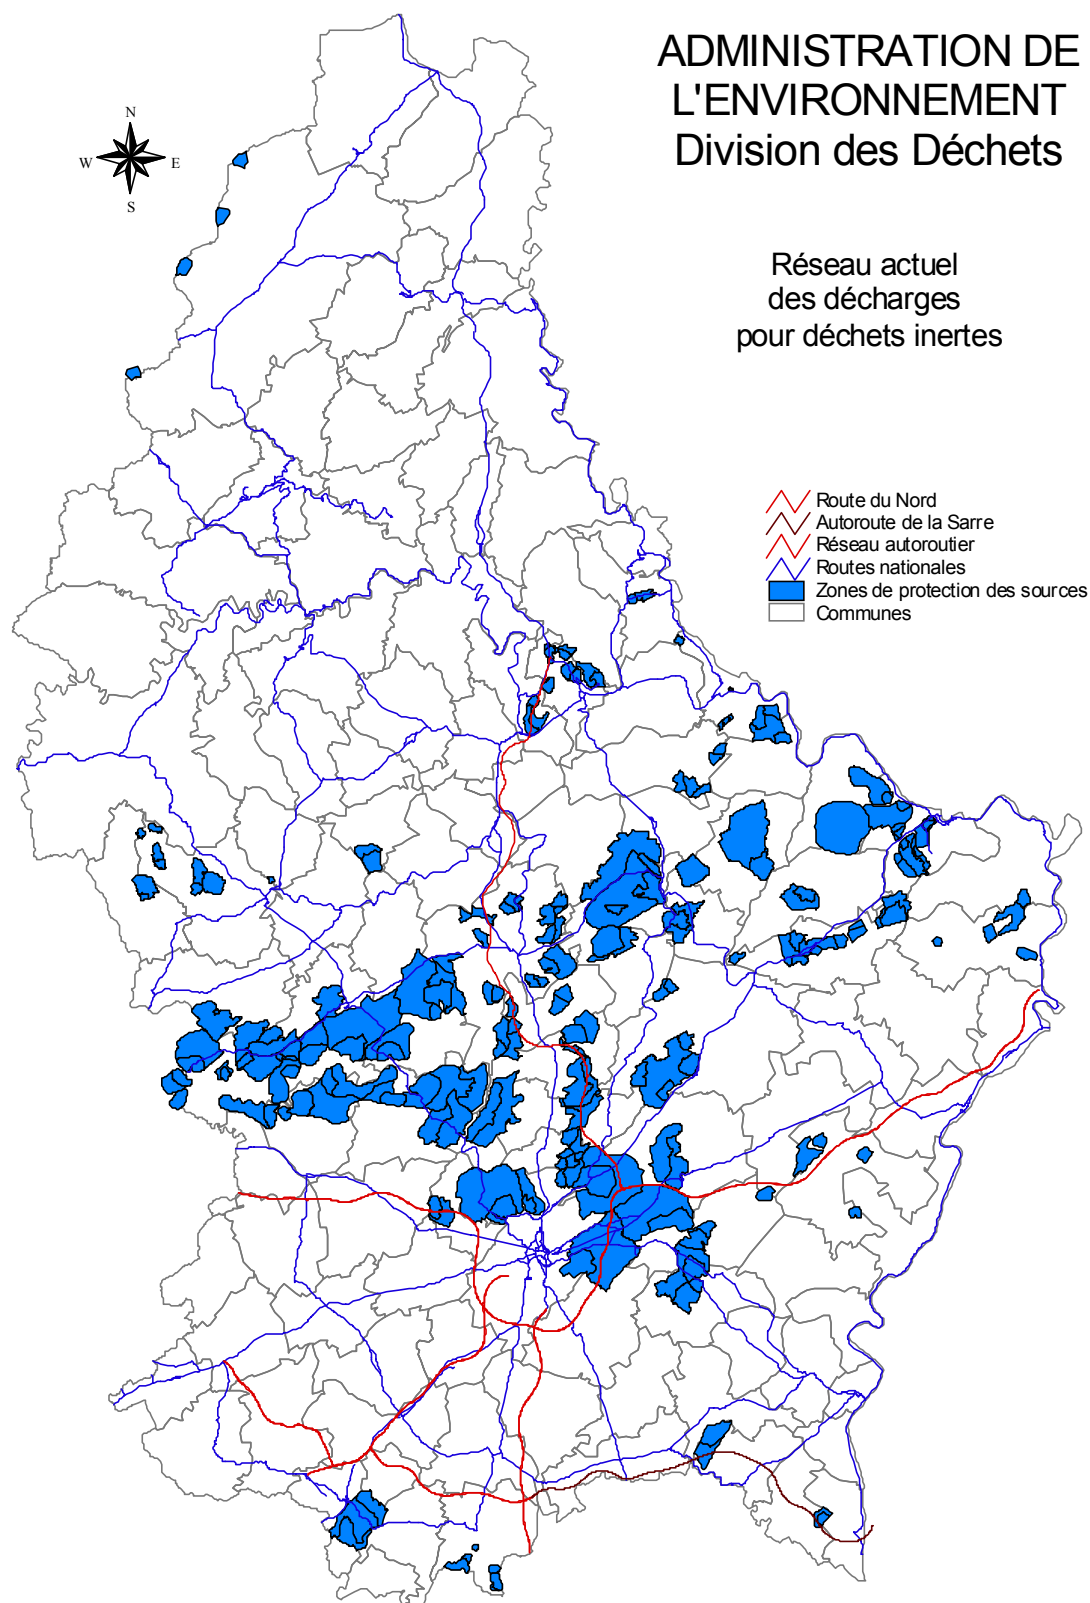 ADMINISTRATION DE
L'ENVIRONNEMENT
Division des Déchets
N
W
E
S
Réseau actuel
des décharges
pour déchets inertes
Route du Nord
Autoroute de la Sarre
Réseau autoroutier
Routes nationales
Zones de protection des sources
Communes